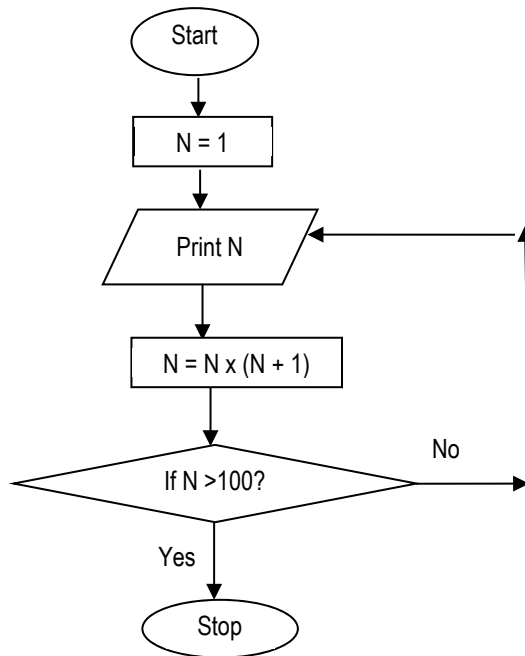 Start
N = 1
Print N
N = N x (N + 1)
If N >100?
No
Yes
Stop